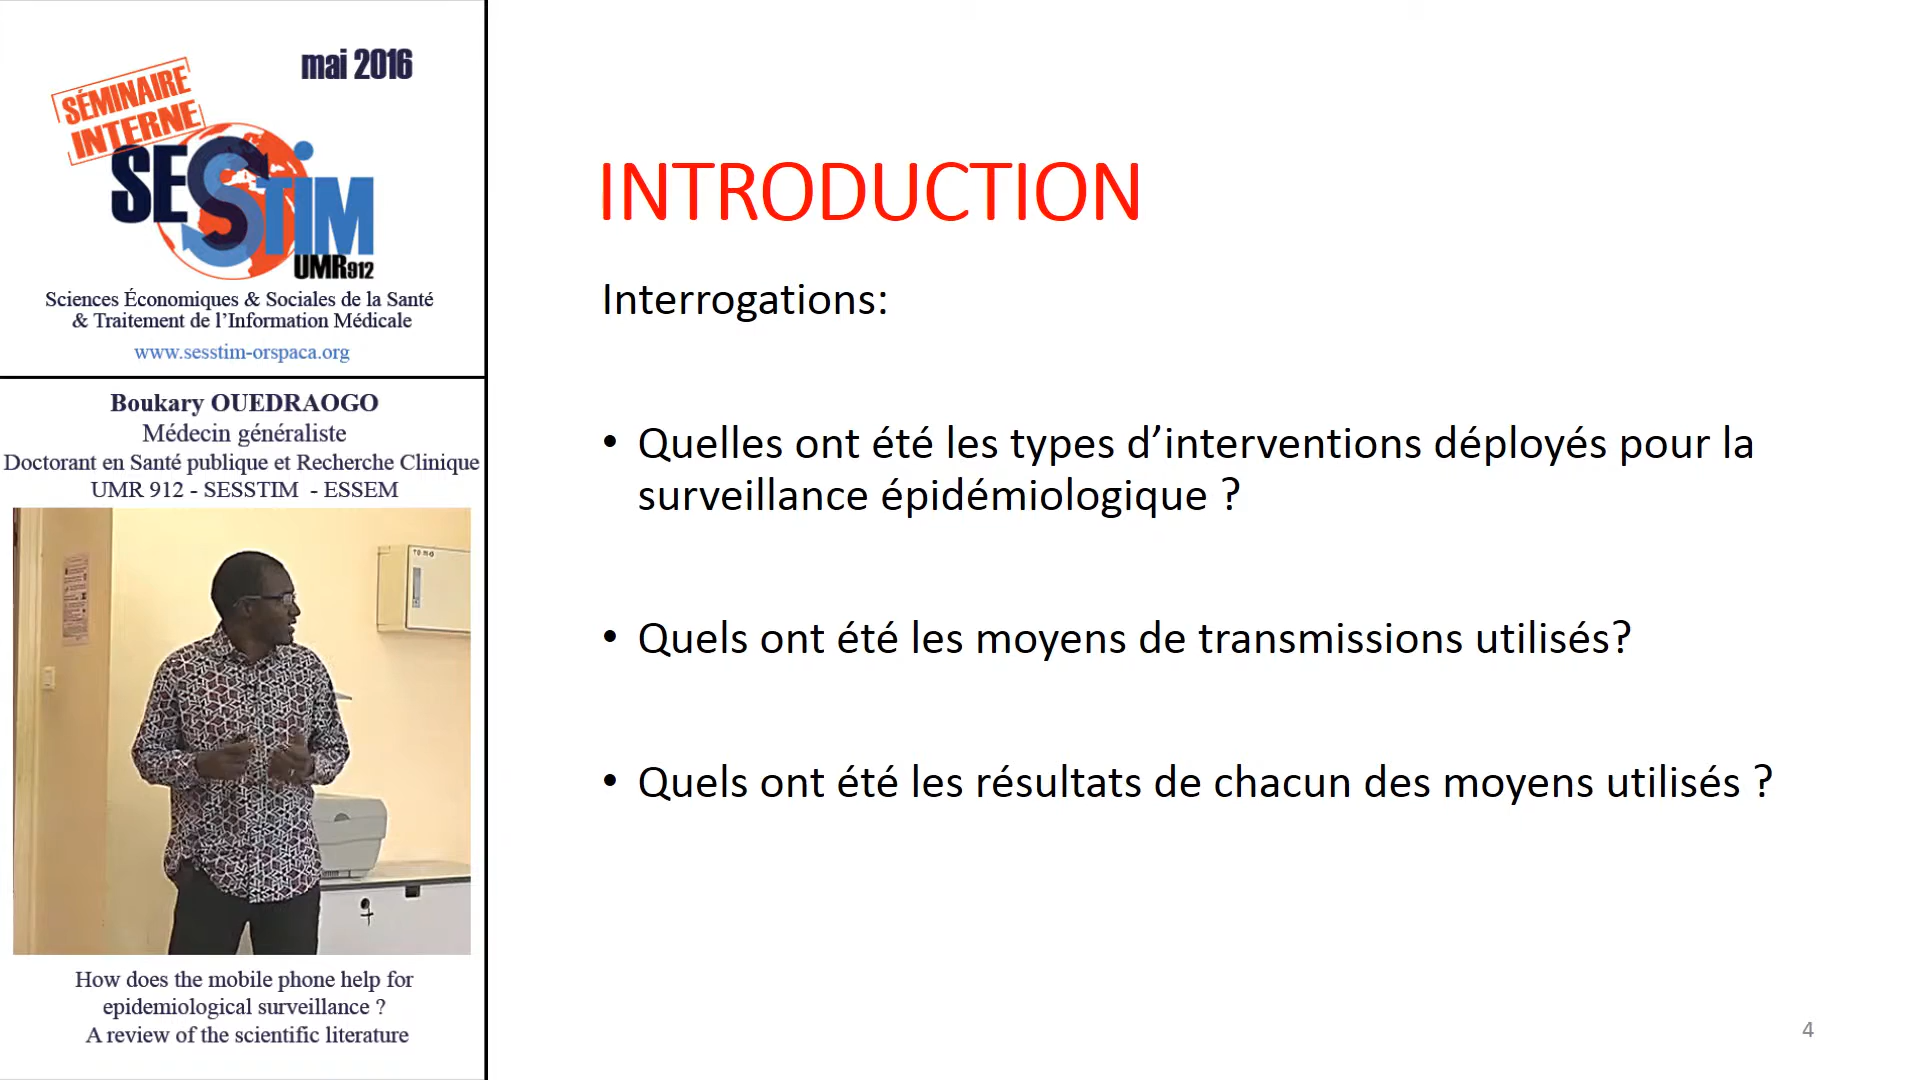 mai 2016
SÉMINAIRE
INTERNE
SESSTIM
UMR912
Sciences Économiques & Sociales de la Santé
& Traitement de l’Information Médicale
www.sesstim-orspaca.org
Boukary OUEDRAOGO
Médecin généraliste
Doctorant en Santé publique et Recherche Clinique
UMR 912 - SESSTIM - ESSEM
How does the mobile phone help for
epidemiological surveillance ?
A review of the scientific literature
INTRODUCTION
Interrogations:
• Quelles ont été les types d’interventions déployés pour la
surveillance épidémiologique ?
• Quels ont été les moyens de transmissions utilisés?
• Quels ont été les résultats de chacun des moyens utilisés ?
4